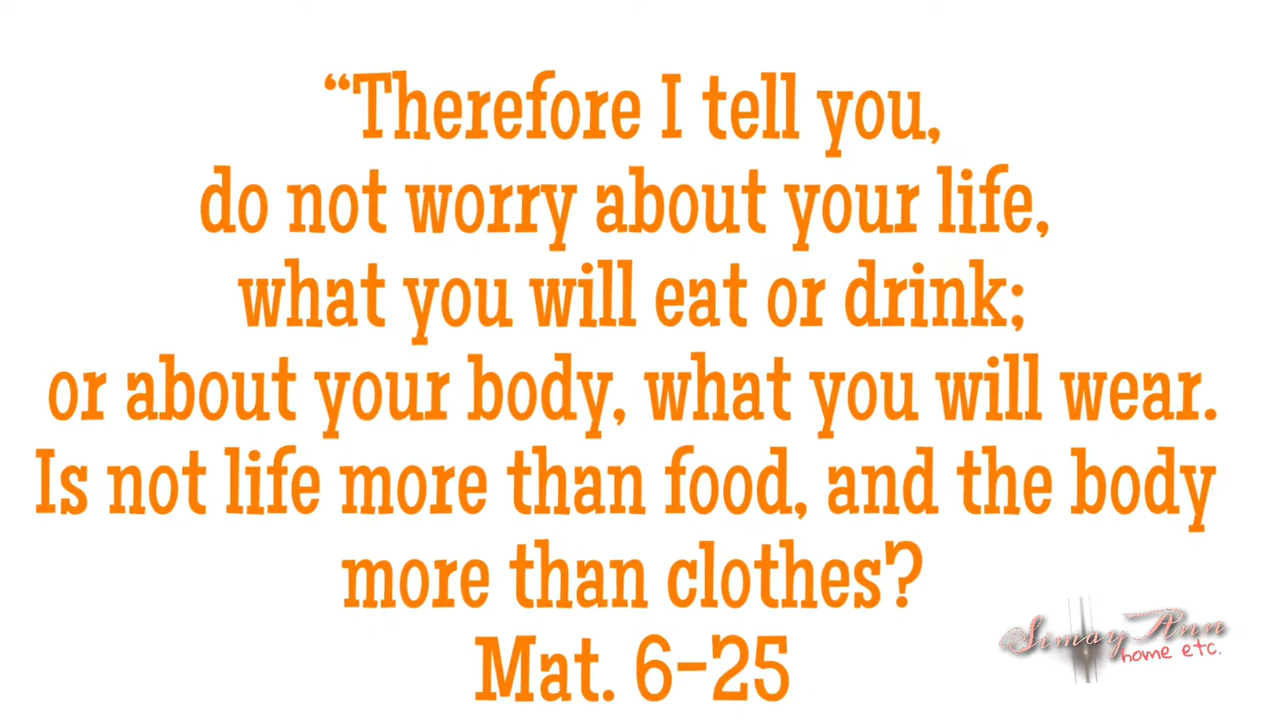 “Therefore I tell you,
do not worry about your life,
what you will eat or drink;
or about your body, what you will wear.
Is not life more than food, and the body
more than clothes?
Mat. 6-25
Simay Ann
home etc.